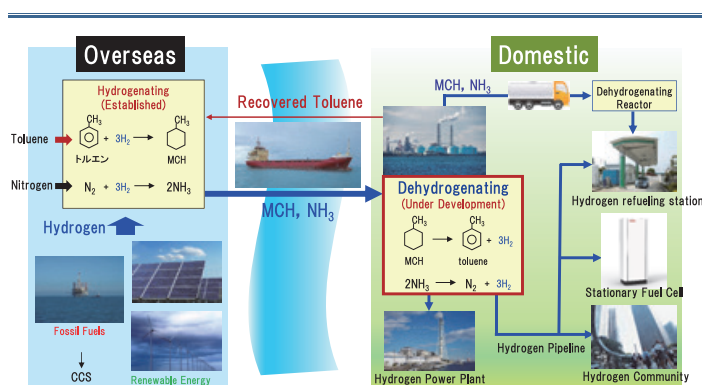 Overseas
Domestic
Hydrogenating
(Established)
CH₃
+ 3H₂
CH₃
トルエン
MCH
N₂ + 3H₂
2NH₃
Toluene
Nitrogen
Hydrogen
Fossil Fuels
CCS
Renewable Energy
Recovered Toluene
MCH, NH₃
MCH, NH₃
Dehydrogenating
Reactor
Hydrogen refueling station
Dehydrogenating
(Under Development)
CH₃
CH₃
+ 3H₂
MCH
toluene
2NH₃
N₂ + 3H₂
Stationary Fuel Cell
Hydrogen Pipeline
Hydrogen Power Plant
Hydrogen Community